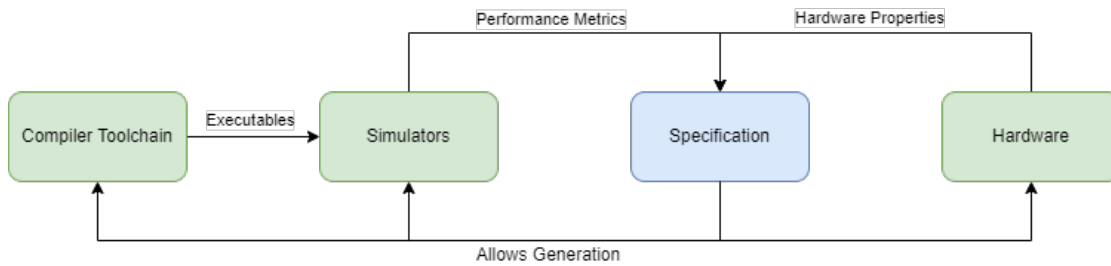 Performance Metrics
Hardware Properties
Compiler Toolchain
Executables
Simulators
Specification
Hardware
Allows Generation